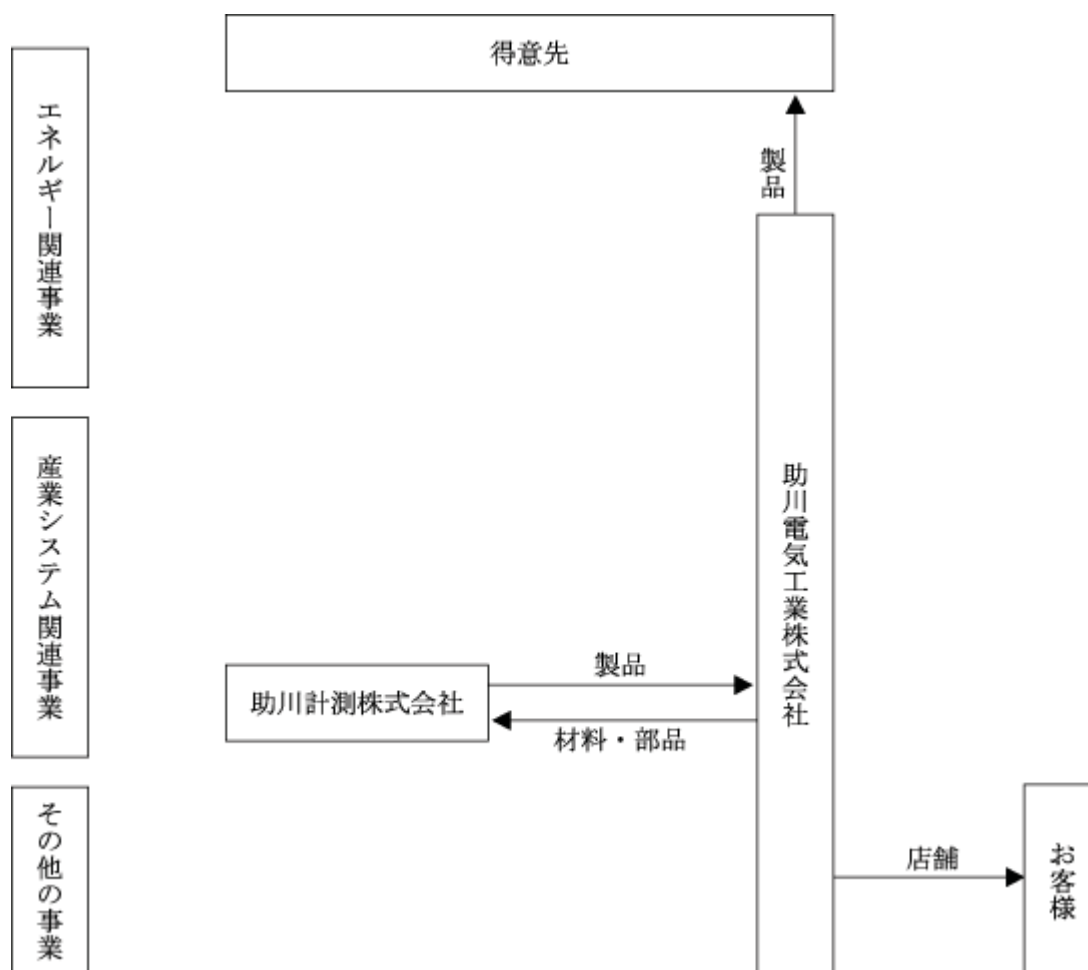 得意先
エネルギー関連事業
製品
産業システム関連事業
助川電気工業株式会社
製品
助川計測株式会社
材料・部品
その他の事業
店舗
お客様